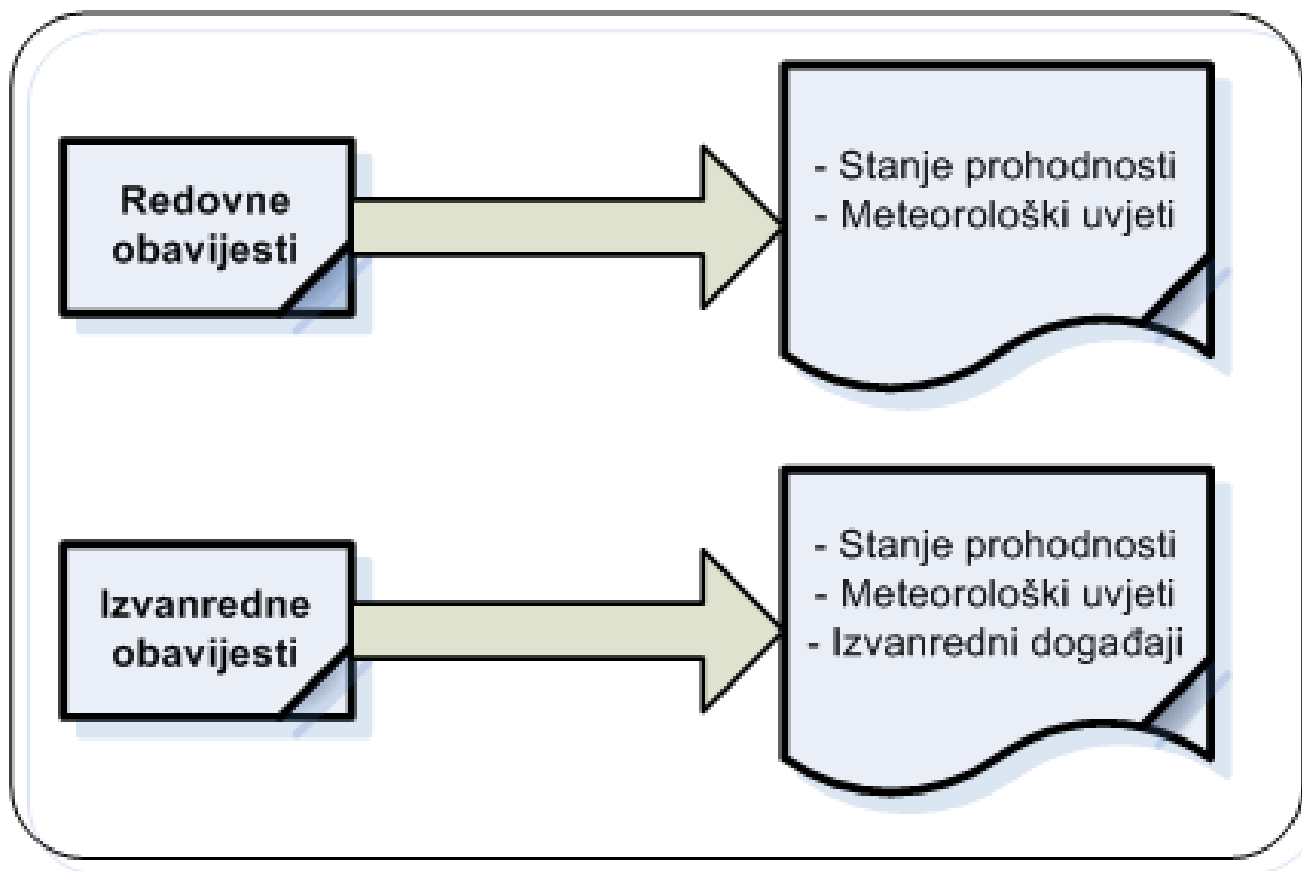 Redovne
obavijesti
- Stanje prohodnosti
- Meteorološki uvjeti
Izvanredne
obavijesti
- Stanje prohodnosti
- Meteorološki uvjeti
- Izvanredni događaji